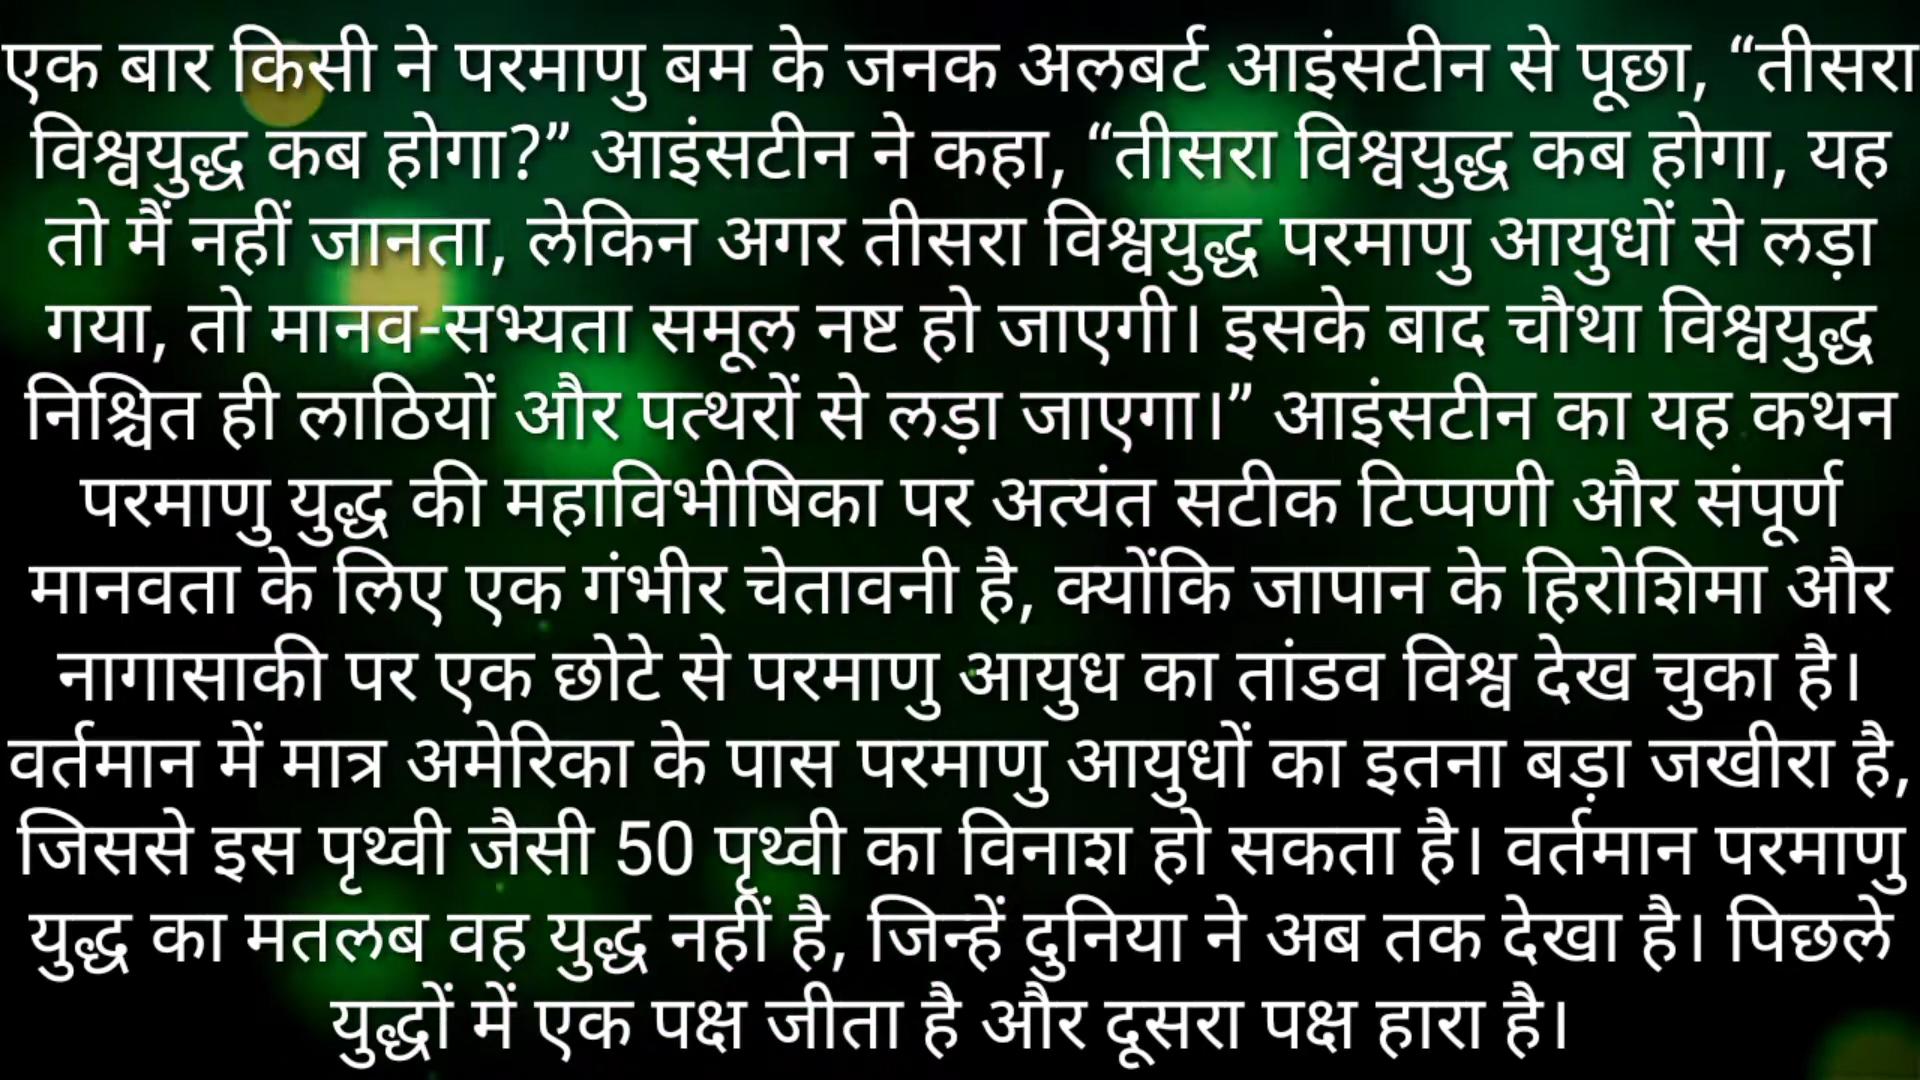 एक बार किसी ने परमाणु बम के जनक अलबर्ट आइंसटीन से पूछा, “तीसरा
विश्वयुद्ध कब होगा?” आइंसटीन ने कहा, “तीसरा विश्वयुद्ध कब होगा, यह
तो मैं नहीं जानता, लेकिन अगर तीसरा विश्वयुद्ध परमाणु आयुधों से लड़ा
गया, तो मानव-सभ्यता समूल नष्ट हो जाएगी। इसके बाद चौथा विश्वयुद्ध
निश्चित ही लाठियों और पत्थरों से लड़ा जाएगा।” आइंसटीन का यह कथन
परमाणु युद्ध की महाविभीषिका पर अत्यंत सटीक टिप्पणी और संपूर्ण
मानवता के लिए एक गंभीर चेतावनी है, क्योंकि जापान के हिरोशिमा और
नागासाकी पर एक छोटे से परमाणु आयुध का तांडव विश्व देख चुका है।
वर्तमान में मात्र अमेरिका के पास परमाणु आयुधों का इतना बड़ा जखीरा है,
जिससे इस पृथ्वी जैसी 50 पृथ्वी का विनाश हो सकता है। वर्तमान परमाणु
युद्ध का मतलब वह युद्ध नहीं है, जिन्हें दुनिया ने अब तक देखा है। पिछले
युद्धों में एक पक्ष जीता है और दूसरा पक्ष हारा है।